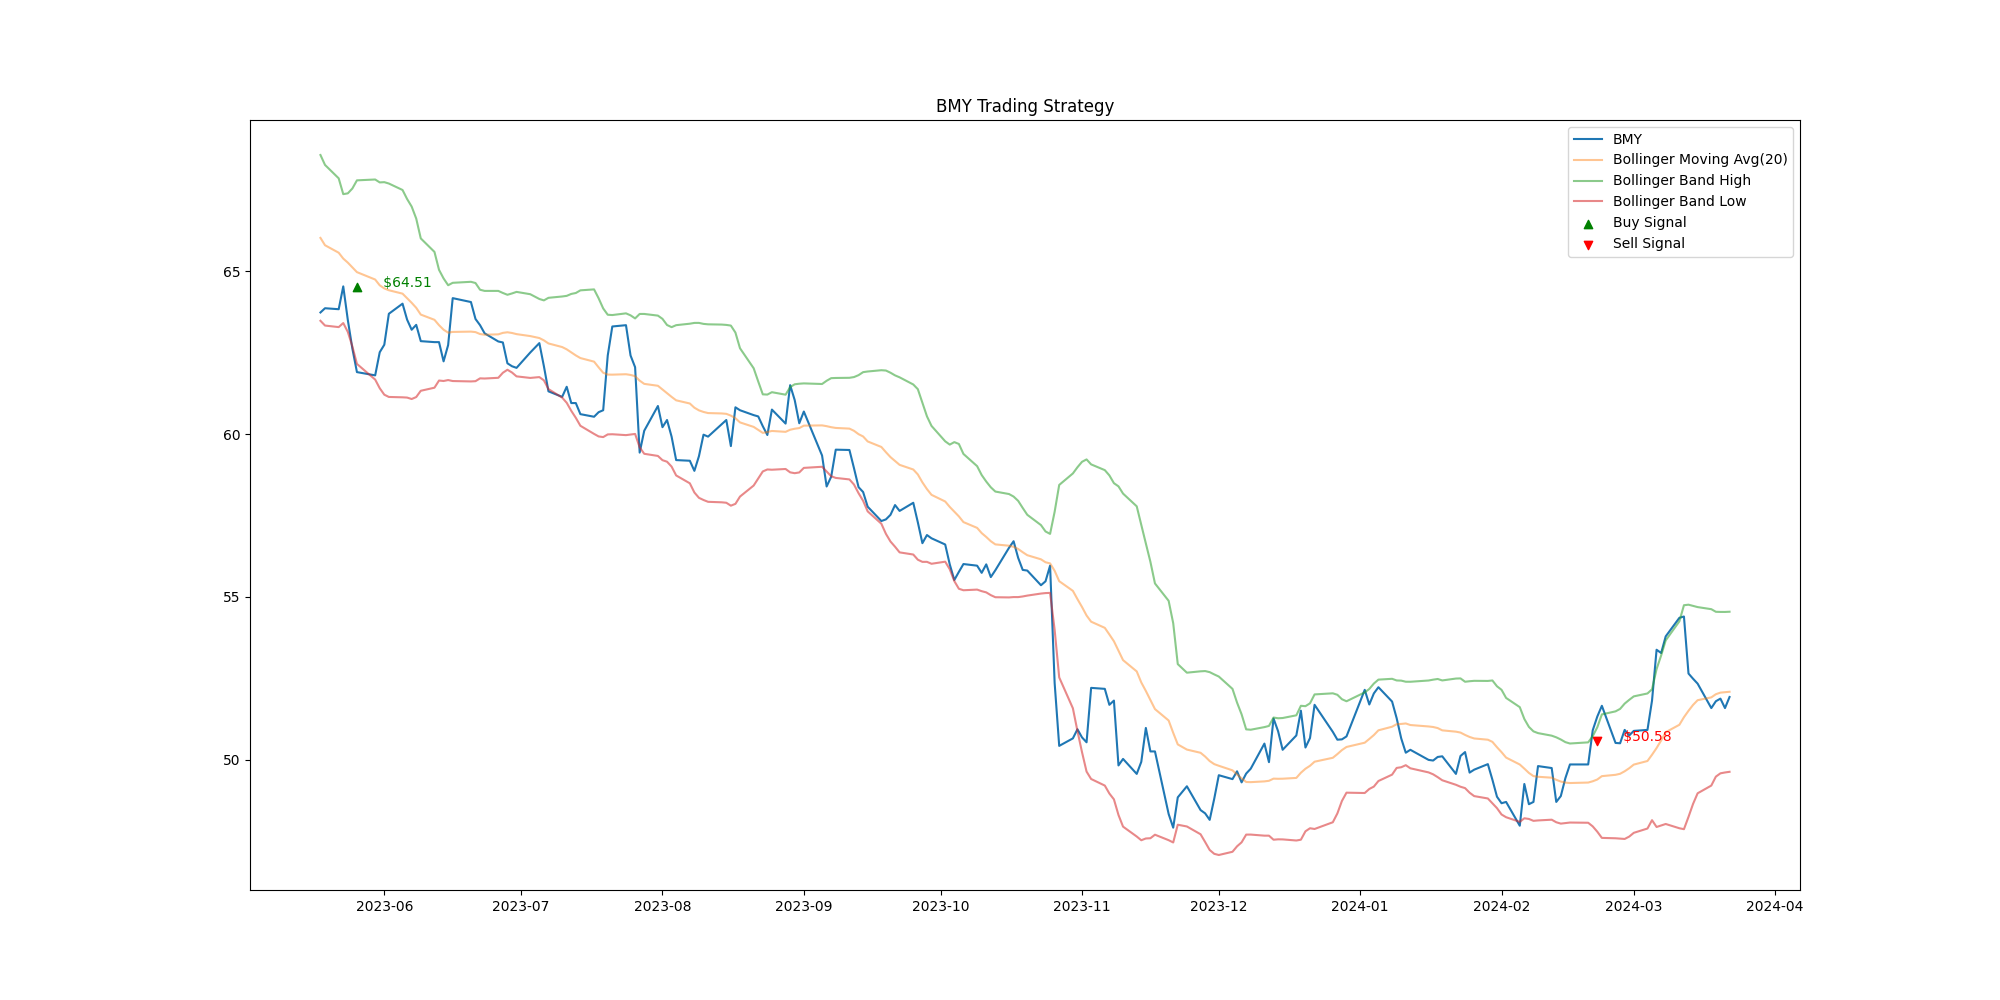 BMY Trading Strategy
BMY
Bollinger Moving Avg(20)
Bollinger Band High
Bollinger Band Low
Buy Signal
Sell Signal
65
60
55
50
$64.51
$50.58
2023-06
2023-07
2023-08
2023-09
2023-10
2023-11
2023-12
2024-01
2024-02
2024-03
2024-04